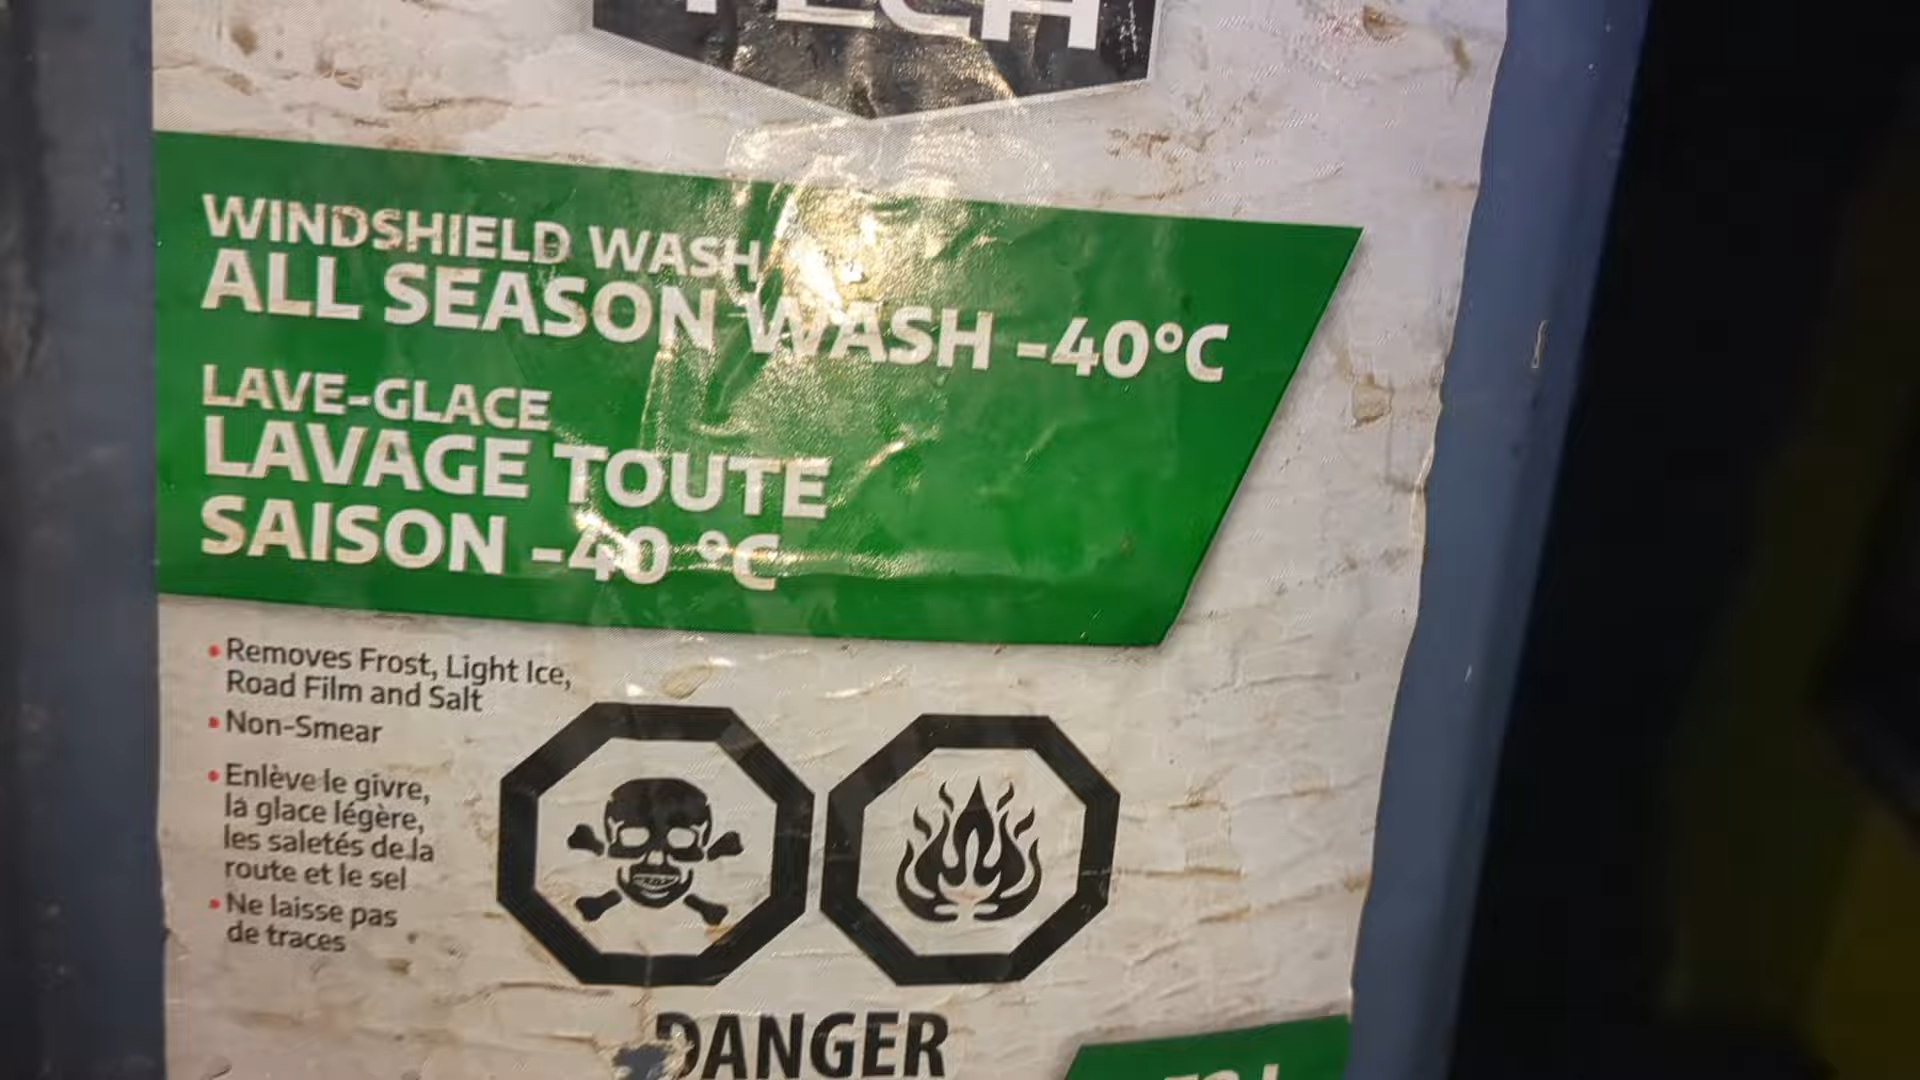 TECH
WINDSHIELD WASH
ALL SEASON WASH -40°C
LAVE-GLACE
LAVAGE TOUTE
SAISON -40 °C
• Removes Frost, Light Ice,
Road Film and Salt
• Non-Smear
• Enlève le givre,
la glace légère,
les saletés de la
route et le sel
• Ne laisse pas
de traces
DANGER